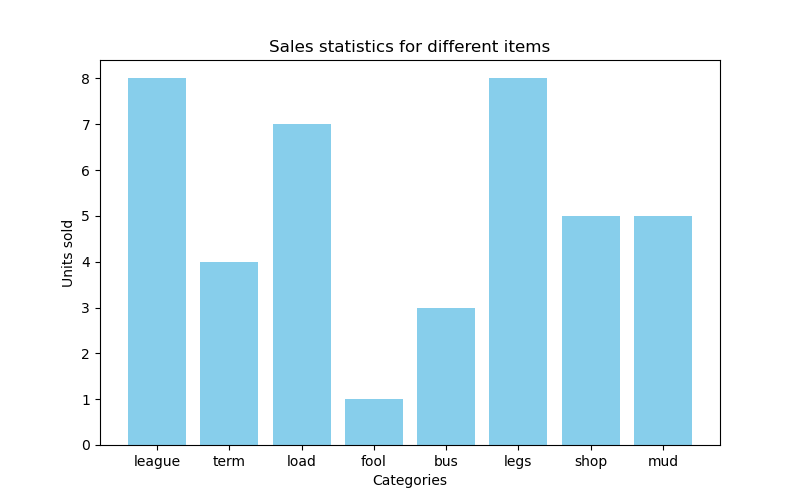 Sales statistics for different items
Units sold
8
7
6
5
4
3
2
1
0
league term load fool bus legs shop mud
Categories